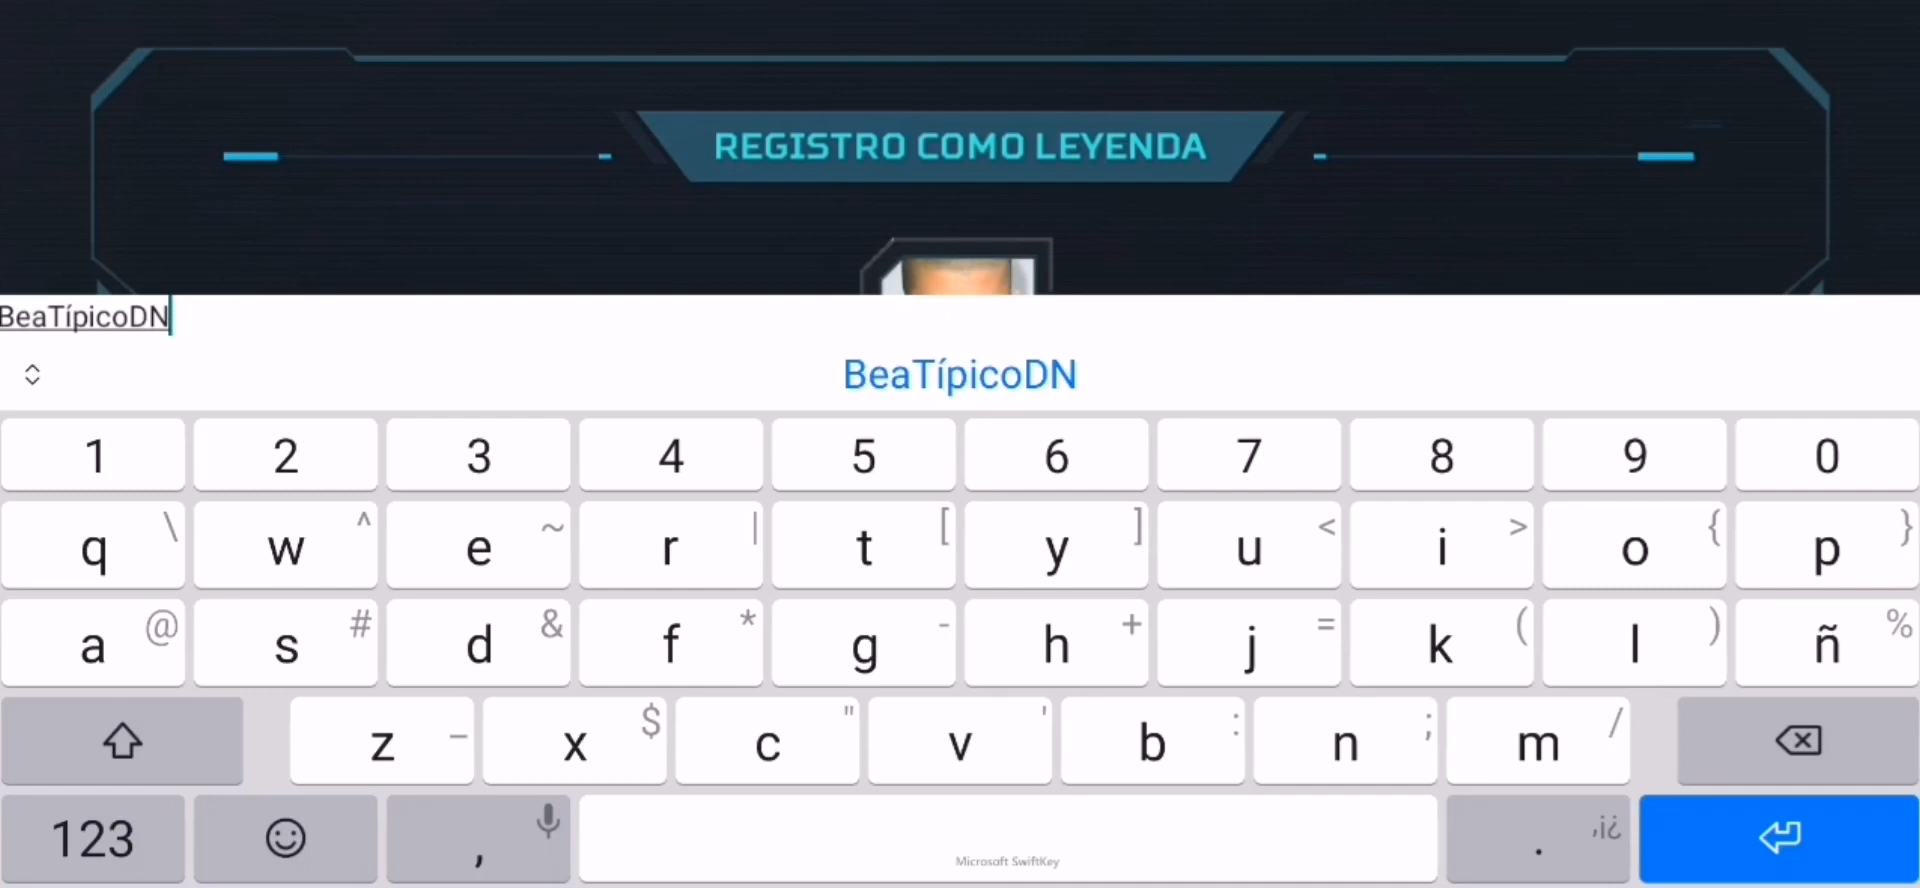 REGISTRO COMO LEYENDA
BeaTípicoDN
BeaTípicoDN
1 2 3 4 5 6 7 8 9 0
q \ w ^ e ~ r | t [ y ] u < i > o { p }
a @ s # d & f * g - h + j = k ( l ) ñ %
z _ x $ c " v ' b : n ; m /
123 , . ,¡¿
Microsoft SwiftKey